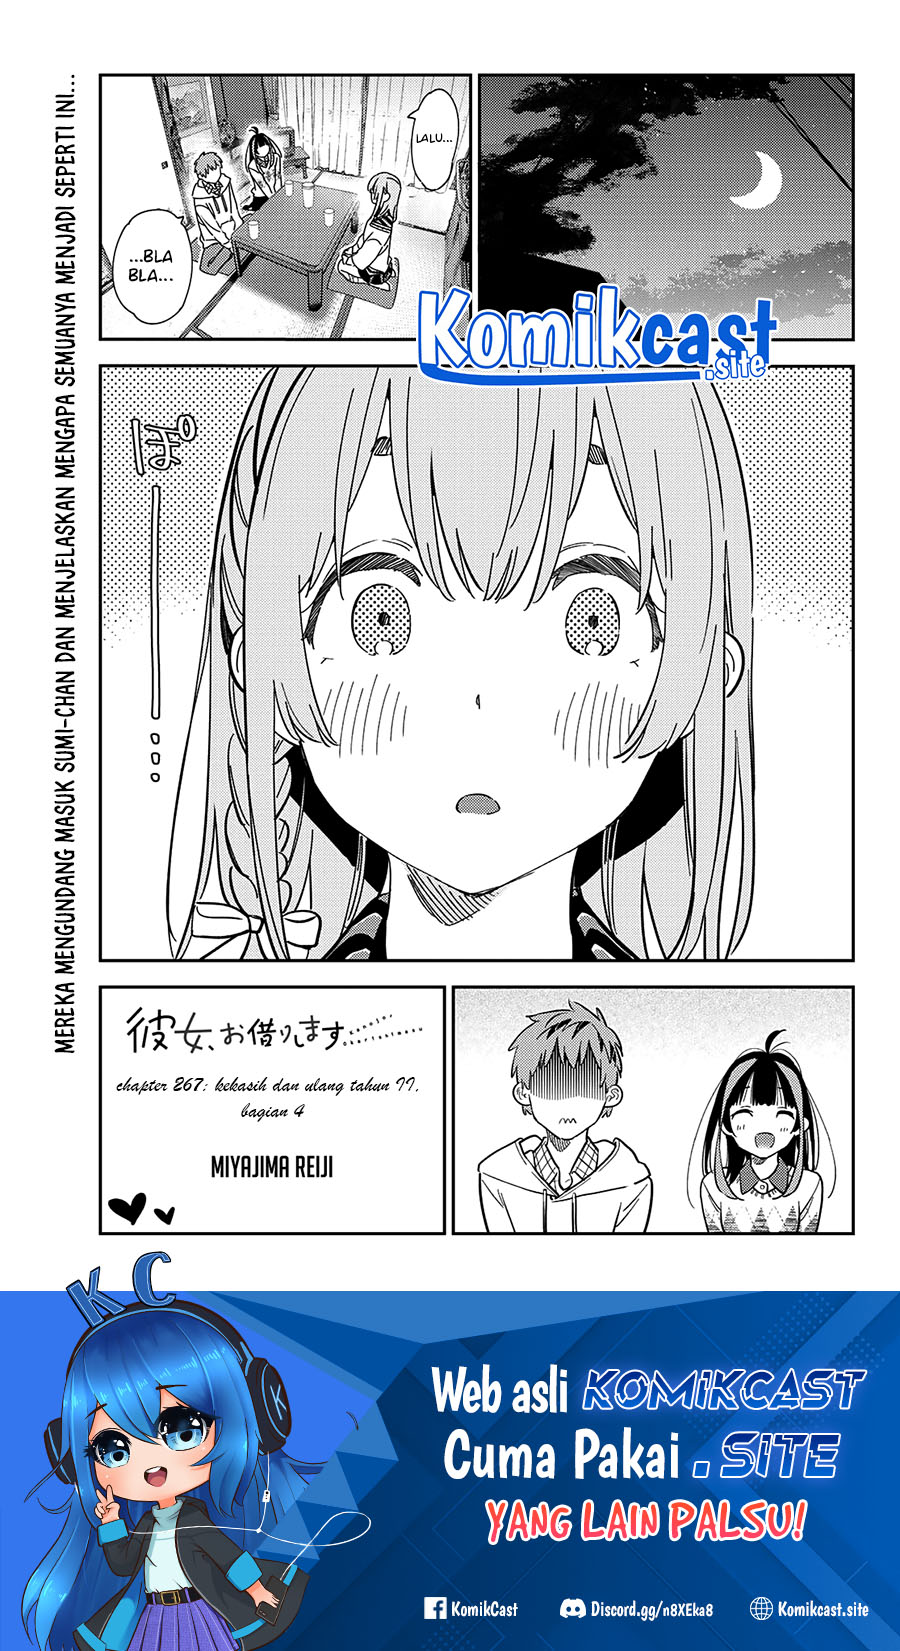 MEREKA MENGUNDANG MASUK SUMI-CHAN DAN MENJELASKAN MENGAPA SEMUANYA MENJADI SEPERTI INI...
LALU...
...BLA
BLA...
Komikcast
.site
ぽ
彼女、お借りします
chapter 267: kekasih dan ulang tahun II.
bagian 4
MIYAJIMA REIJI
KC
K
Web asli KOMIKCAST
Cuma Pakai .SITE
YANG LAIN PALSU!
KomikCast
Discord.gg/n8XEka8
Komikcast.site